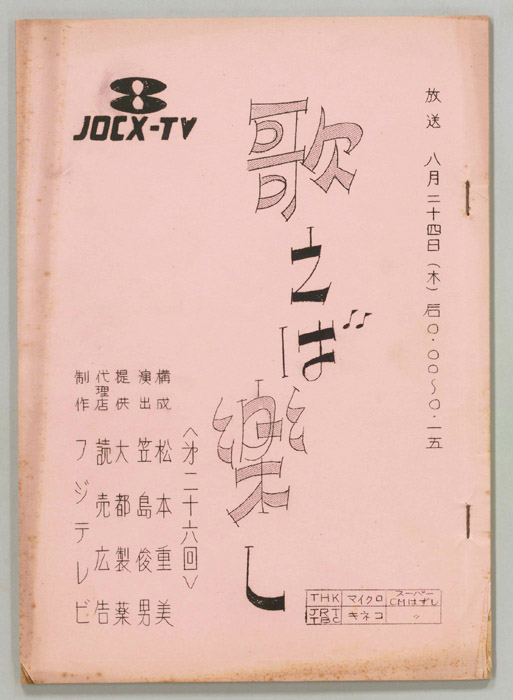 放送 八月二十四日(木)后〇・〇〇〜〇・一五
歌えば楽し
8
JOCX-TV
<第二十六回>
構成 松本重美
演出 笠島俊男
提供 大都製薬
代理店 読売広告
制作 フジテレビ
THK マイクロ スーパーCMはずし
JRT TBC キネコ 〃